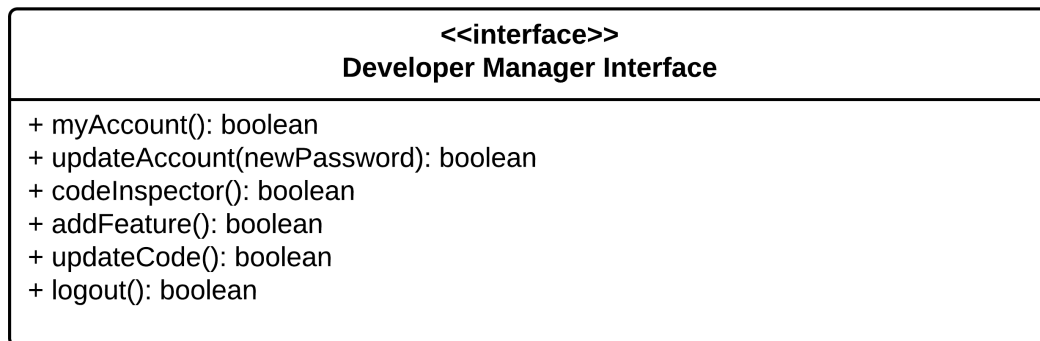 <<interface>>
Developer Manager Interface
+ myAccount(): boolean
+ updateAccount(newPassword): boolean
+ codeInspector(): boolean
+ addFeature(): boolean
+ updateCode(): boolean
+ logout(): boolean